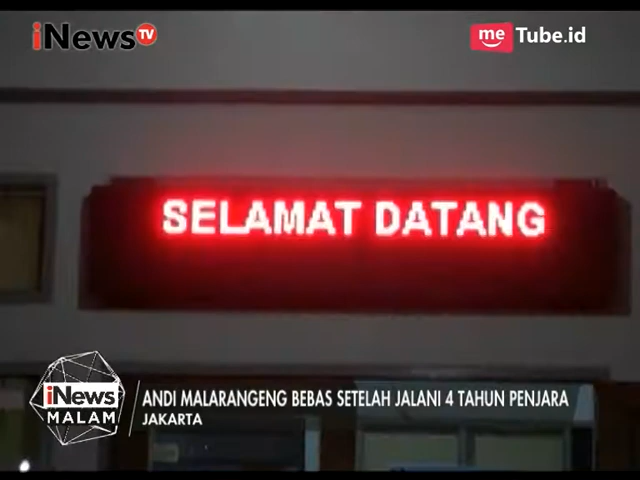 iNews TV
me Tube.id
SELAMAT DATANG
iNews
MALAM
ANDI MALARANGENG BEBAS SETELAH JALANI 4 TAHUN PENJARA
JAKARTA